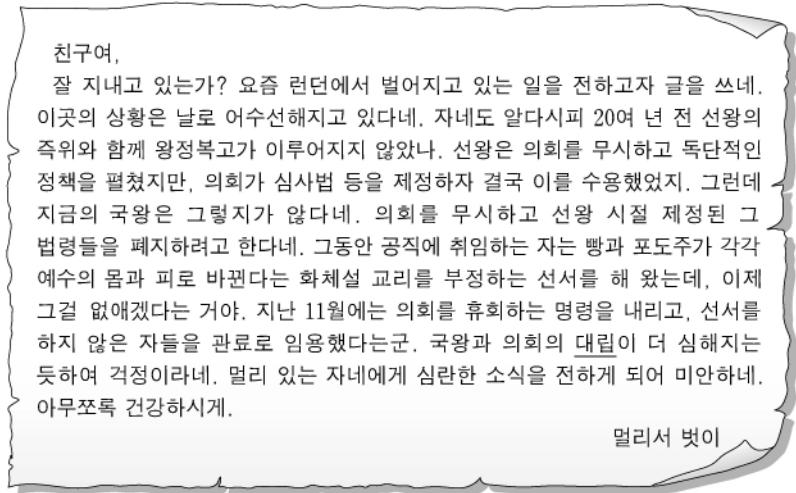 친구여,
잘 지내고 있는가? 요즘 런던에서 벌어지고 있는 일을 전하고자 글을 쓰네.
이곳의 상황은 날로 어수선해지고 있다네. 자네도 알다시피 20여 년 전 선왕의
즉위와 함께 왕정복고가 이루어지지 않았나. 선왕은 의회를 무시하고 독단적인
정책을 펼쳤지만, 의회가 심사법 등을 제정하자 결국 이를 수용했었지. 그런데
지금의 국왕은 그렇지가 않다네. 의회를 무시하고 선왕 시절 제정된 그
법령들을 폐지하려고 한다네. 그동안 공직에 취임하는 자는 빵과 포도주가 각각
예수의 몸과 피로 바뀐다는 화체설 교리를 부정하는 선서를 해 왔는데, 이제
그걸 없애겠다는 거야. 지난 11월에는 의회를 휴회하는 명령을 내리고, 선서를
하지 않은 자들을 관료로 임용했다는군. 국왕과 의회의 대립이 더 심해지는
듯하여 걱정이라네. 멀리 있는 자네에게 심란한 소식을 전하게 되어 미안하네.
아무쪼록 건강하시게.
멀리서 벗이